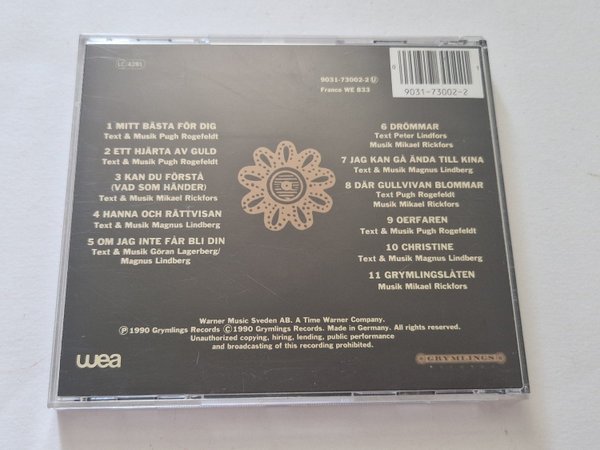 LC 4281
9031-73002-2 U
France WE 833
9031-73002-2
1 MITT BÄSTA FÖR DIG
Text & Musik Pugh Rogefeldt
2 ETT HJÄRTA AV GULD
Text & Musik Pugh Rogefeldt
3 KAN DU FÖRSTÅ
(VAD SOM HÄNDER)
Text & Musik Mikael Rickfors
4 HANNA OCH RÄTTVISAN
Text & Musik Magnus Lindberg
5 OM JAG INTE FÅR BLI DIN
Text & Musik Göran Lagerberg/
Magnus Lindberg
6 DRÖMMAR
Text Peter Lindfors
Musik Mikael Rickfors
7 JAG KAN GÅ ÄNDA TILL KINA
Text & Musik Magnus Lindberg
8 DÄR GULLVIVAN BLOMMAR
Text Pugh Rogefeldt
Musik Mikael Rickfors
9 OERFAREN
Text & Musik Pugh Rogefeldt
10 CHRISTINE
Text & Musik Magnus Lindberg
11 GRYMLINGSLÅTEN
Musik Mikael Rickfors
Warner Music Sveden AB. A Time Warner Company.
Ⓟ 1990 Grymlings Records Ⓒ 1990 Grymlings Records. Made in Germany. All rights reserved.
Unauthorized copying, hiring, lending, public performance
and broadcasting of this recording prohibited.
wea
GRYMLINGS